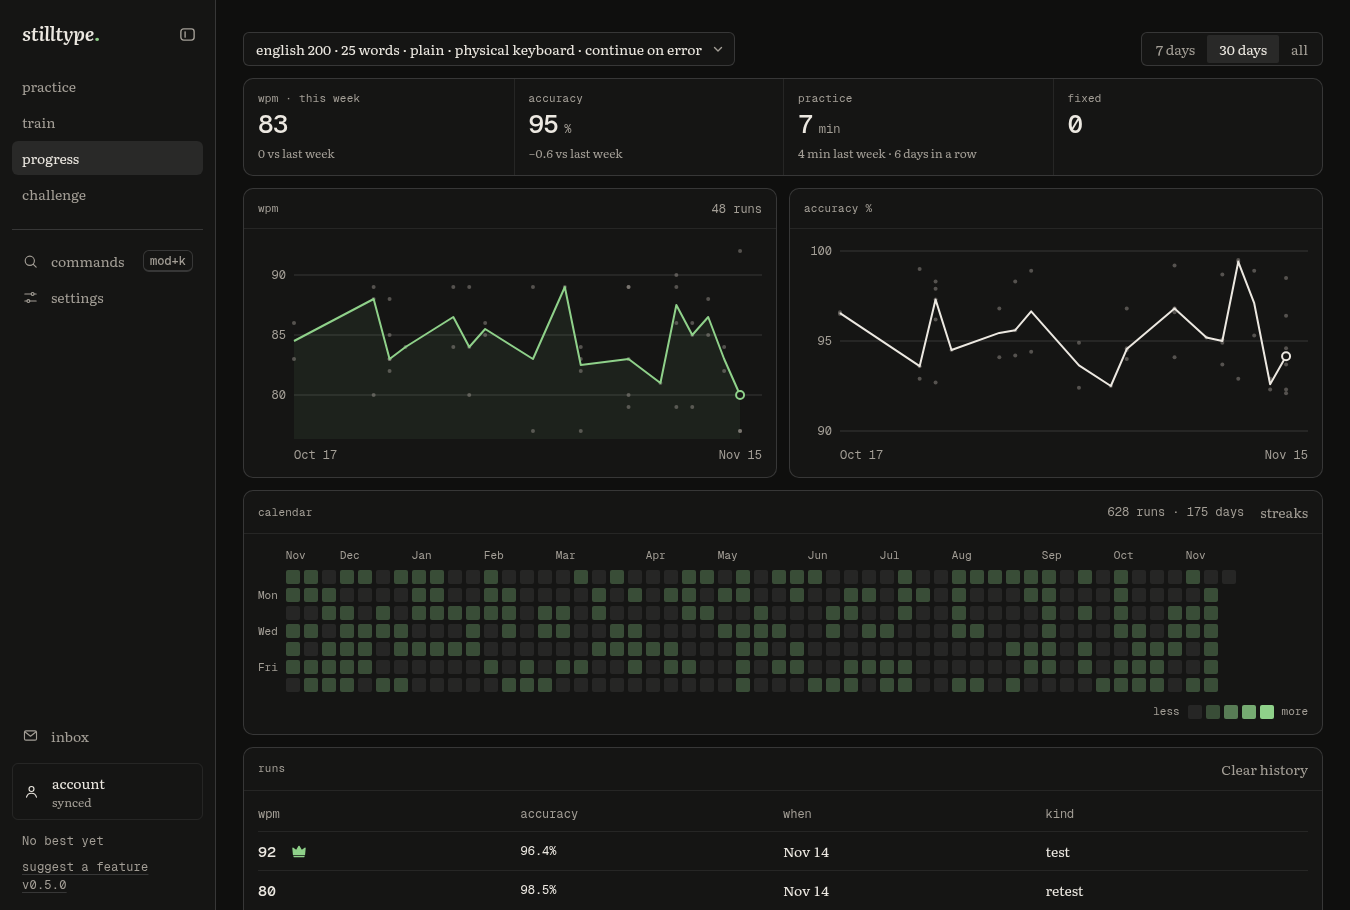 stilltype.
practice
train
progress
challenge
commands mod+k
settings
inbox
account
synced
No best yet
suggest a feature
v0.5.0
english 200 · 25 words · plain · physical keyboard · continue on error
7 days 30 days all
wpm · this week
83
0 vs last week
accuracy
95 %
−0.6 vs last week
practice
7 min
4 min last week · 6 days in a row
fixed
0
wpm 48 runs
90
85
80
Oct 17 Nov 15
accuracy %
100
95
90
Oct 17 Nov 15
calendar 628 runs · 175 days streaks
Nov Dec Jan Feb Mar Apr May Jun Jul Aug Sep Oct Nov
Mon
Wed
Fri
less more
runs Clear history
wpm accuracy when kind
92 96.4% Nov 14 test
80 98.5% Nov 14 retest